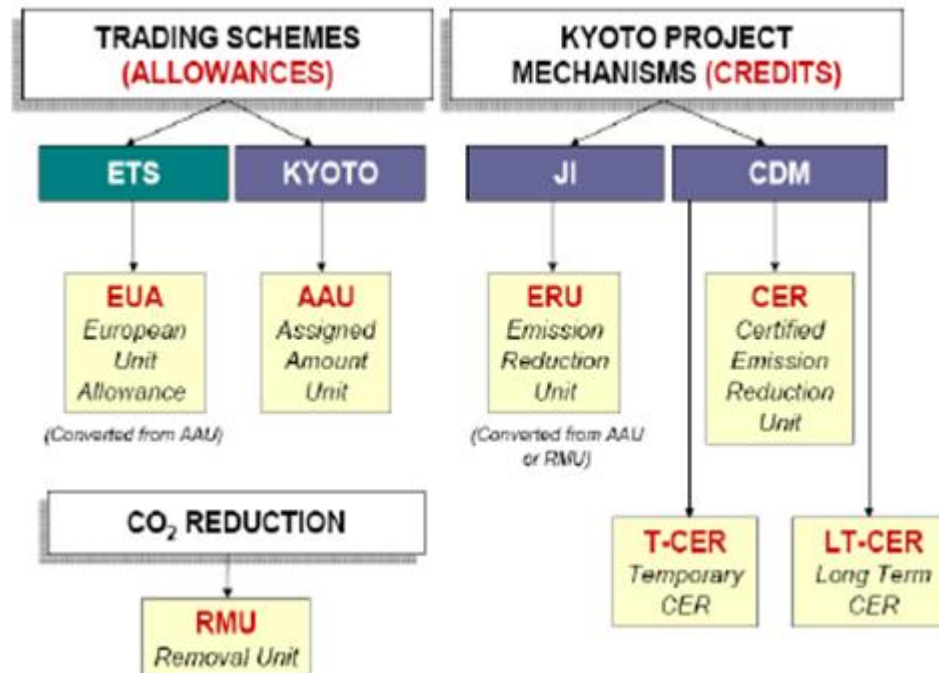 TRADING SCHEMES
(ALLOWANCES)
KYOTO PROJECT
MECHANISMS (CREDITS)
ETS
KYOTO
JI
CDM
EUA
European
Unit
Allowance
(Converted from AAU)
AAU
Assigned
Amount
Unit
ERU
Emission
Reduction
Unit
(Converted from AAU
or RMU)
CER
Certified
Emission
Reduction
Unit
CO₂ REDUCTION
RMU
Removal Unit
T-CER
Temporary
CER
LT-CER
Long Term
CER